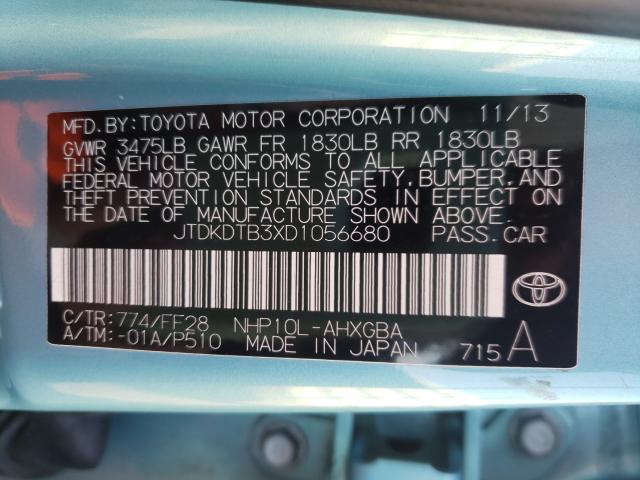 MFD.BY:TOYOTA MOTOR CORPORATION 11/13
GVWR 3475LB GAWR FR 1830LB RR 1830LB
THIS VEHICLE CONFORMS TO ALL APPLICABLE
FEDERAL MOTOR VEHICLE SAFETY,BUMPER,AND
THEFT PREVENTION STANDARDS IN EFFECT ON
THE DATE OF MANUFACTURE SHOWN ABOVE.
JTDKDTB3XD1056680 PASS.CAR
C/TR:774/FF28 NHP10L-AHXGBA
A/TM:-01A/P510 MADE IN JAPAN 715 A